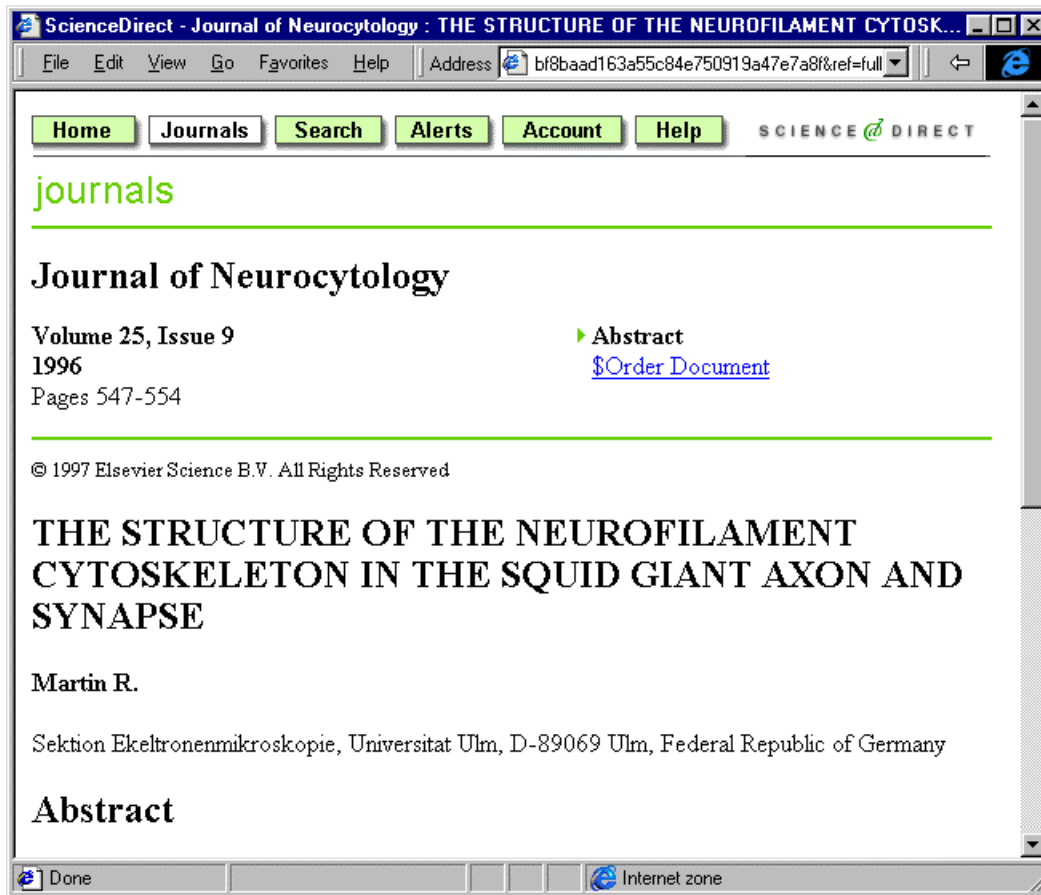 ScienceDirect - Journal of Neurocytology : THE STRUCTURE OF THE NEUROFILAMENT CYTOSK...
File Edit View Go Favorites Help Address bf8baad163a55c84e750919a47e7a8f&ref=full
Home Journals Search Alerts Account Help SCIENCE @ DIRECT
journals
Journal of Neurocytology
Volume 25, Issue 9 Abstract
1996 $Order Document
Pages 547-554
© 1997 Elsevier Science B.V. All Rights Reserved
THE STRUCTURE OF THE NEUROFILAMENT
CYTOSKELETON IN THE SQUID GIANT AXON AND
SYNAPSE
Martin R.
Sektion Ekeltronenmikroskopie, Universitat Ulm, D-89069 Ulm, Federal Republic of Germany
Abstract
Done Internet zone